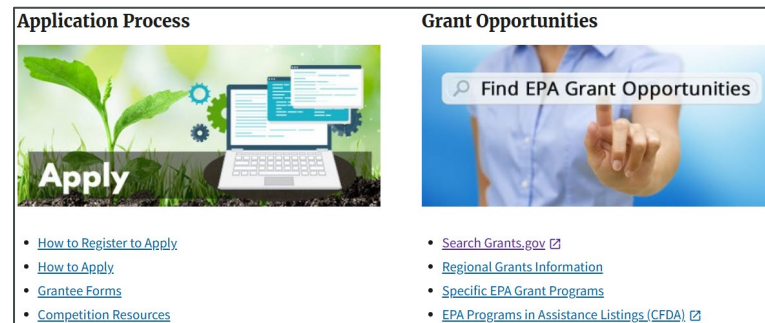 Application Process
Apply
How to Register to Apply
How to Apply
Grantee Forms
Competition Resources
Grant Opportunities
Find EPA Grant Opportunities
Search Grants.gov
Regional Grants Information
Specific EPA Grant Programs
EPA Programs in Assistance Listings (CFDA)